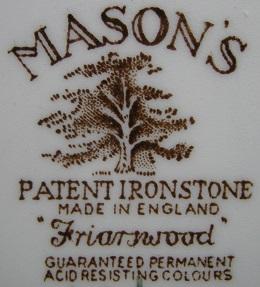 MASON'S
PATENT IRONSTONE
MADE IN ENGLAND
"Friarswood"
GUARANTEED PERMANENT
ACID RESISTING COLOURS